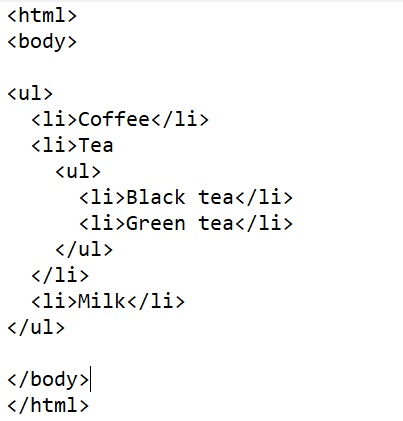 <html>
<body>

<ul>
  <li>Coffee</li>
  <li>Tea
    <ul>
      <li>Black tea</li>
      <li>Green tea</li>
    </ul>
  </li>
  <li>Milk</li>
</ul>

</body>
</html>